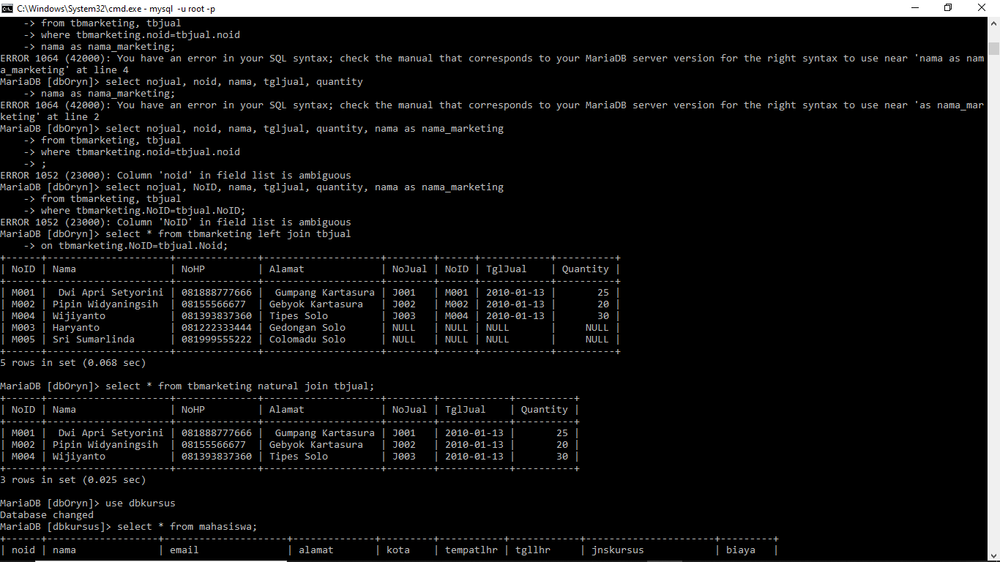 C:\Windows\System32\cmd.exe - mysql  -u root -p
    -> from tbmarketing, tbjual
    -> where tbmarketing.noid=tbjual.noid
    -> nama as nama_marketing;
ERROR 1064 (42000): You have an error in your SQL syntax; check the manual that corresponds to your MariaDB server version for the right syntax to use near 'nama as nam
a_marketing' at line 4
MariaDB [dbOryn]> select nojual, noid, nama, tgljual, quantity
    -> nama as nama_marketing;
ERROR 1064 (42000): You have an error in your SQL syntax; check the manual that corresponds to your MariaDB server version for the right syntax to use near 'as nama_mar
keting' at line 2
MariaDB [dbOryn]> select nojual, noid, nama, tgljual, quantity, nama as nama_marketing
    -> from tbmarketing, tbjual
    -> where tbmarketing.noid=tbjual.noid
    -> ;
ERROR 1052 (23000): Column 'noid' in field list is ambiguous
MariaDB [dbOryn]> select nojual, NoID, nama, tgljual, quantity, nama as nama_marketing
    -> from tbmarketing, tbjual
    -> where tbmarketing.NoID=tbjual.NoID;
ERROR 1052 (23000): Column 'NoID' in field list is ambiguous
MariaDB [dbOryn]> select * from tbmarketing left join tbjual
    -> on tbmarketing.NoID=tbjual.Noid;
+------+---------------------+--------------+--------------------+--------+------+------------+----------+
| NoID | Nama                | NoHP         | Alamat             | NoJual | NoID | TglJual    | Quantity |
+------+---------------------+--------------+--------------------+--------+------+------------+----------+
| M001 |  Dwi Apri Setyorini | 081888777666 |  Gumpang Kartasura | J001   | M001 | 2010-01-13 |       25 |
| M002 | Pipin Widyaningsih  | 08155566677  | Gebyok Kartasura   | J002   | M002 | 2010-01-13 |       20 |
| M004 | Wijiyanto           | 081393837360 | Tipes Solo         | J003   | M004 | 2010-01-13 |       30 |
| M003 | Haryanto            | 081222333444 | Gedongan Solo      | NULL   | NULL | NULL       |     NULL |
| M005 | Sri Sumarlinda      | 081999555222 | Colomadu Solo      | NULL   | NULL | NULL       |     NULL |
+------+---------------------+--------------+--------------------+--------+------+------------+----------+
5 rows in set (0.068 sec)
MariaDB [dbOryn]> select * from tbmarketing natural join tbjual;
+------+---------------------+--------------+--------------------+--------+------------+----------+
| NoID | Nama                | NoHP         | Alamat             | NoJual | TglJual    | Quantity |
+------+---------------------+--------------+--------------------+--------+------------+----------+
| M001 |  Dwi Apri Setyorini | 081888777666 |  Gumpang Kartasura | J001   | 2010-01-13 |       25 |
| M002 | Pipin Widyaningsih  | 08155566677  | Gebyok Kartasura   | J002   | 2010-01-13 |       20 |
| M004 | Wijiyanto           | 081393837360 | Tipes Solo         | J003   | 2010-01-13 |       30 |
+------+---------------------+--------------+--------------------+--------+------------+----------+
3 rows in set (0.025 sec)
MariaDB [dbOryn]> use dbkursus
Database changed
MariaDB [dbkursus]> select * from mahasiswa;
+------+-------------------+---------------------+--------------+----------+-----------+------------+----------------------+---------+
| noid | nama              | email               | alamat       | kota     | tempatlhr | tgllhr     | jnskursus            | biaya   |